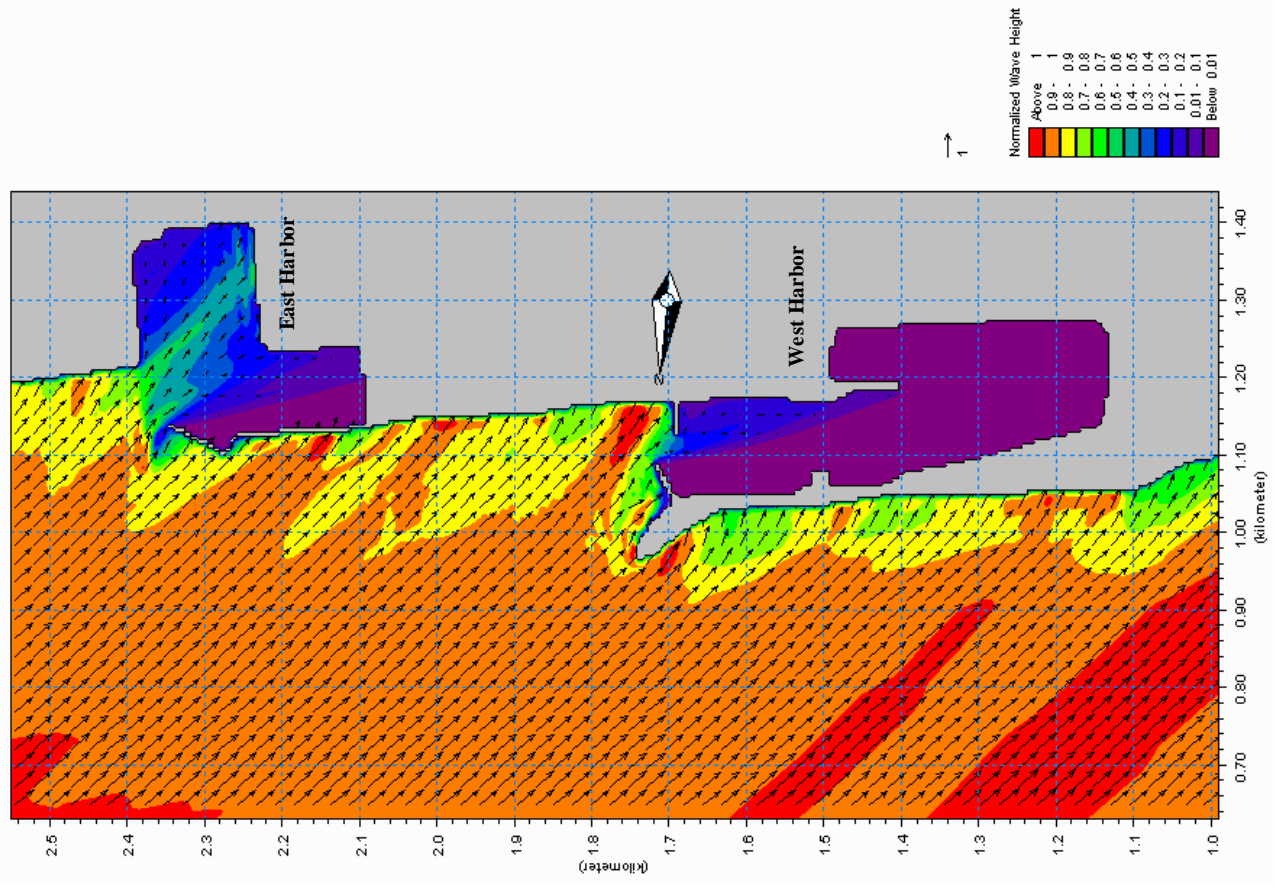 Normalized Wave Height
Above 1
0.9 - 1
0.8 - 0.9
0.7 - 0.8
0.6 - 0.7
0.5 - 0.6
0.4 - 0.5
0.3 - 0.4
0.2 - 0.3
0.1 - 0.2
0.01 - 0.1
Below 0.01
1
East Harbor
West Harbor
N
2.5
2.4
2.3
2.2
2.1
2.0
1.9
1.8
1.7
1.6
1.5
1.4
1.3
1.2
1.1
1.0
(kilometer)
0.70
0.80
0.90
1.00
1.10
1.20
1.30
1.40
(kilometer)